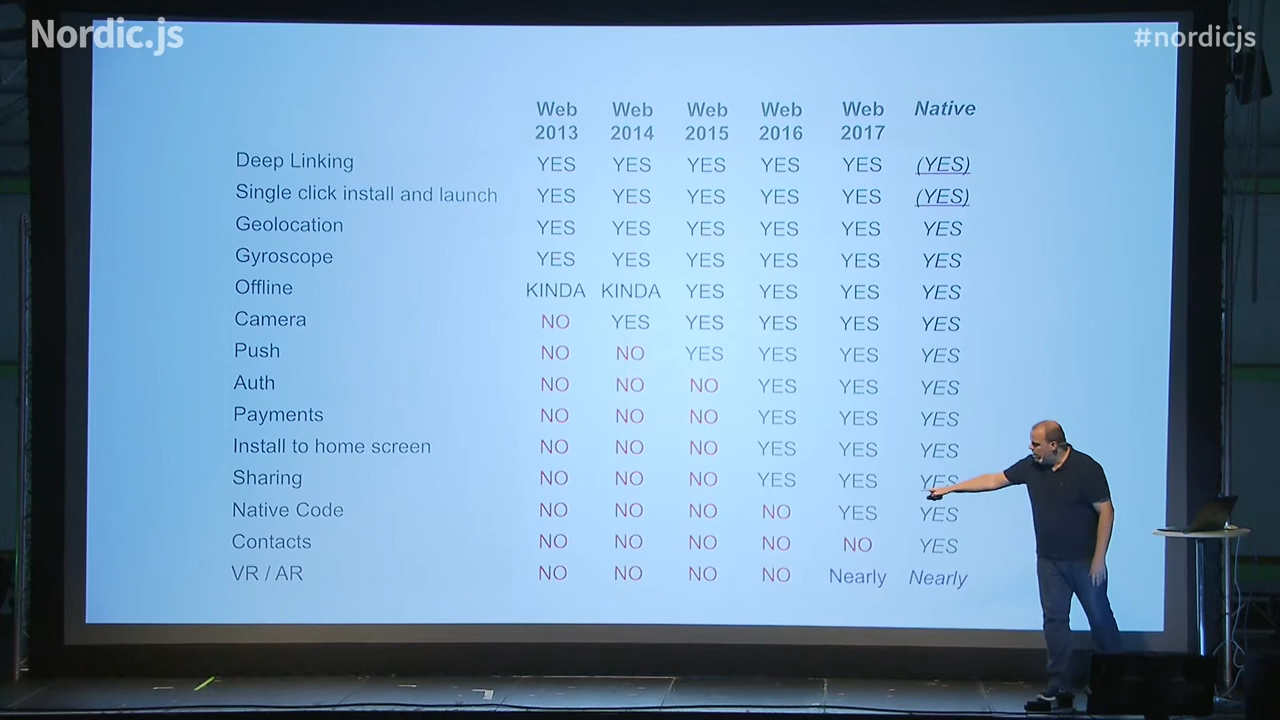 Nordic.js
#nordicjs
Web 2013 Web 2014 Web 2015 Web 2016 Web 2017 Native
Deep Linking YES YES YES YES YES (YES)
Single click install and launch YES YES YES YES YES (YES)
Geolocation YES YES YES YES YES YES
Gyroscope YES YES YES YES YES YES
Offline KINDA KINDA YES YES YES YES
Camera NO YES YES YES YES YES
Push NO NO YES YES YES YES
Auth NO NO NO YES YES YES
Payments NO NO NO YES YES YES
Install to home screen NO NO NO YES YES YES
Sharing NO NO NO YES YES YES
Native Code NO NO NO NO YES YES
Contacts NO NO NO NO NO YES
VR / AR NO NO NO NO Nearly Nearly